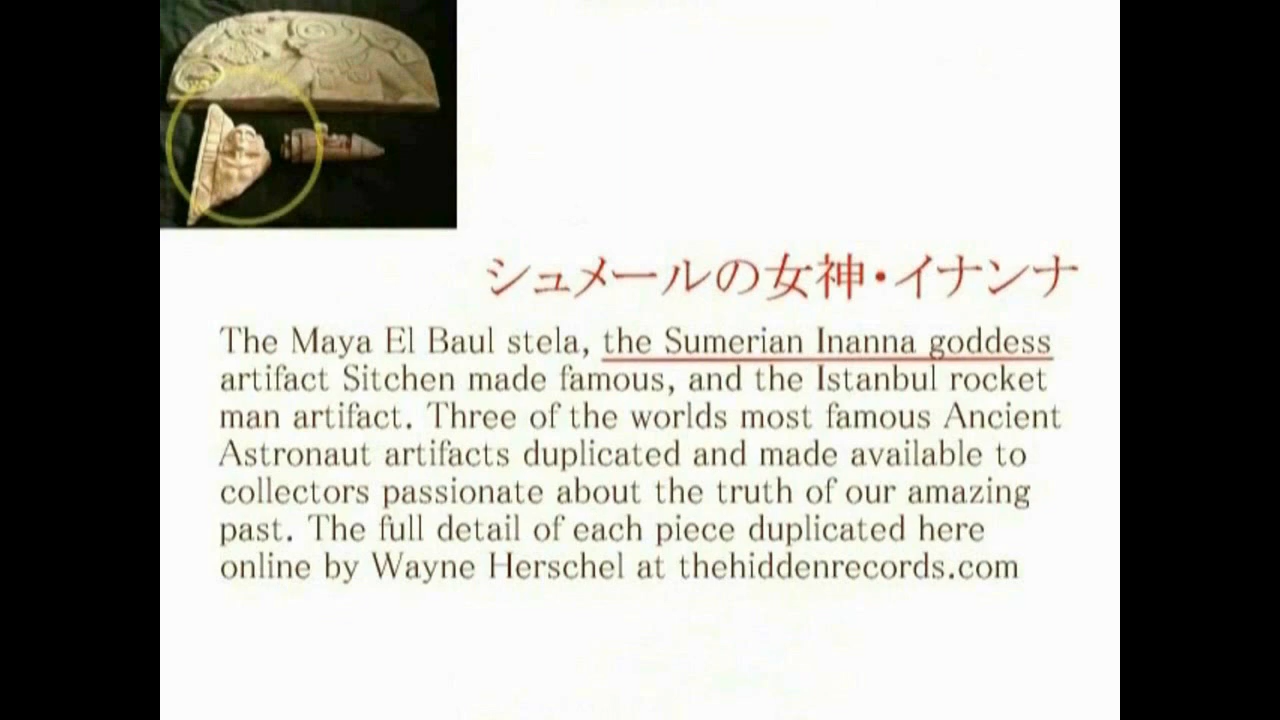 シュメールの女神・イナンナ
The Maya El Baul stela, the Sumerian Inanna goddess
artifact Sitchen made famous, and the Istanbul rocket
man artifact. Three of the worlds most famous Ancient
Astronaut artifacts duplicated and made available to
collectors passionate about the truth of our amazing
past. The full detail of each piece duplicated here
online by Wayne Herschel at thehiddenrecords.com